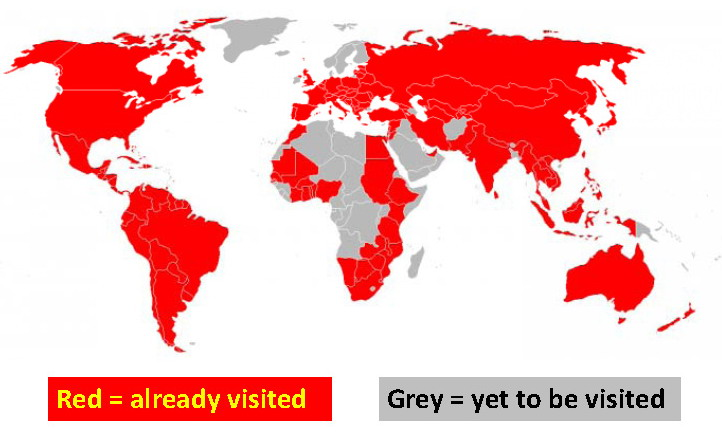 Red = already visited
Grey = yet to be visited